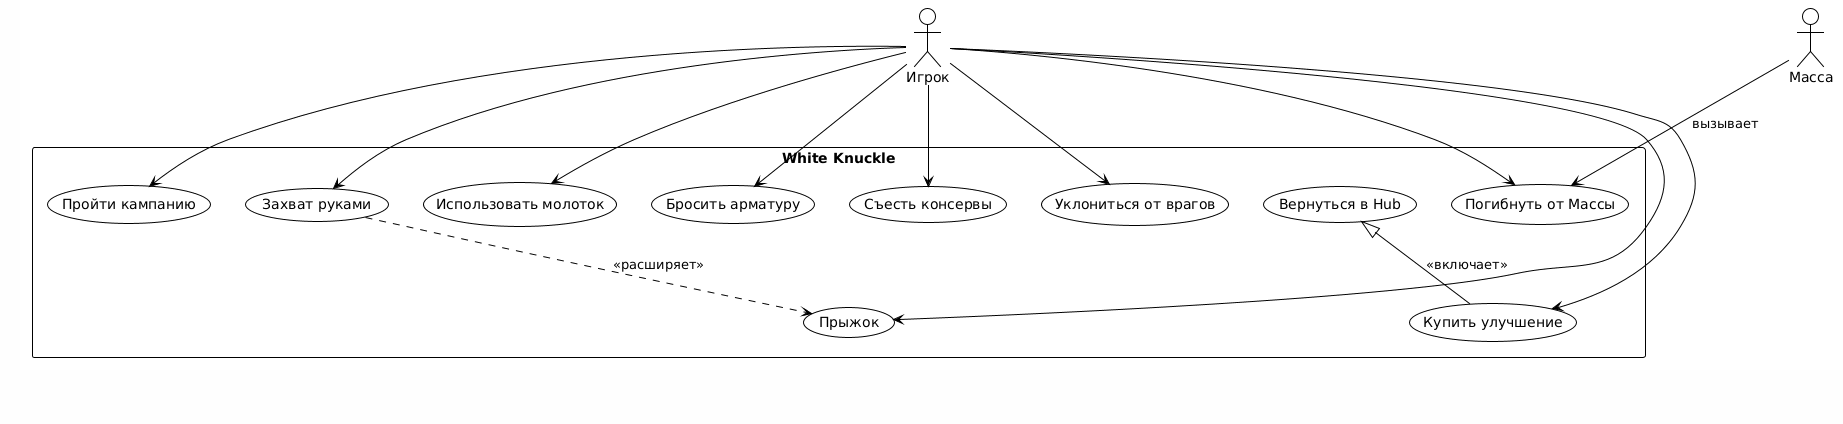 Игрок
Масса
вызывает
White Knuckle
Пройти кампанию
Захват руками
Использовать молоток
Бросить арматуру
Съесть консервы
Уклониться от врагов
Вернуться в Hub
Погибнуть от Массы
«расширяет»
«включает»
Прыжок
Купить улучшение